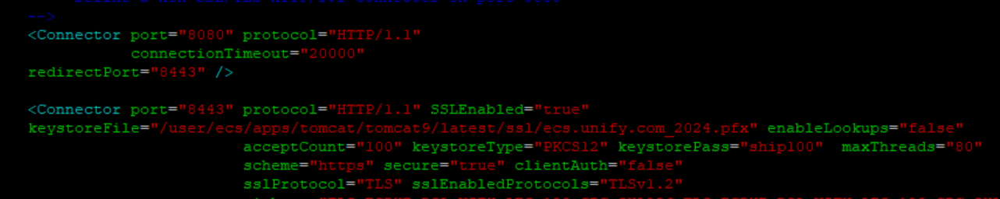 -->
<Connector port="8080" protocol="HTTP/1.1"
connectionTimeout="20000"
redirectPort="8443" />
<Connector port="8443" protocol="HTTP/1.1" SSLEnabled="true"
keystoreFile="/user/ecs/apps/tomcat/tomcat9/latest/ssl/ecs.unify.com_2024.pfx" enableLookups="false"
acceptCount="100" keystoreType="PKCS12" keystorePass="ship100" maxThreads="80"
scheme="https" secure="true" clientAuth="false"
sslProtocol="TLS" sslEnabledProtocols="TLSv1.2"